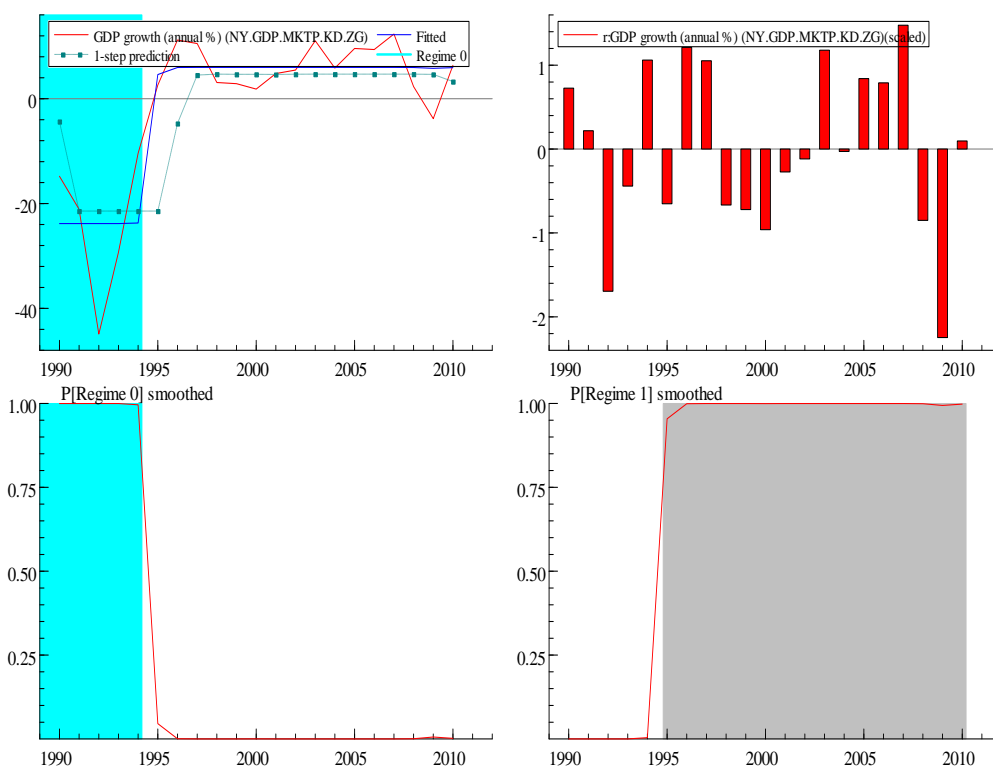 GDP growth (annual %) (NY.GDP.MKTP.KD.ZG) Fitted
1-step prediction Regime 0
0
-20
-40
1990 1995 2000 2005 2010
r:GDP growth (annual %) (NY.GDP.MKTP.KD.ZG)(scaled)
1
0
-1
-2
1990 1995 2000 2005 2010
P[Regime 0] smoothed
1.00
0.75
0.50
0.25
1990 1995 2000 2005 2010
P[Regime 1] smoothed
1.00
0.75
0.50
0.25
1990 1995 2000 2005 2010